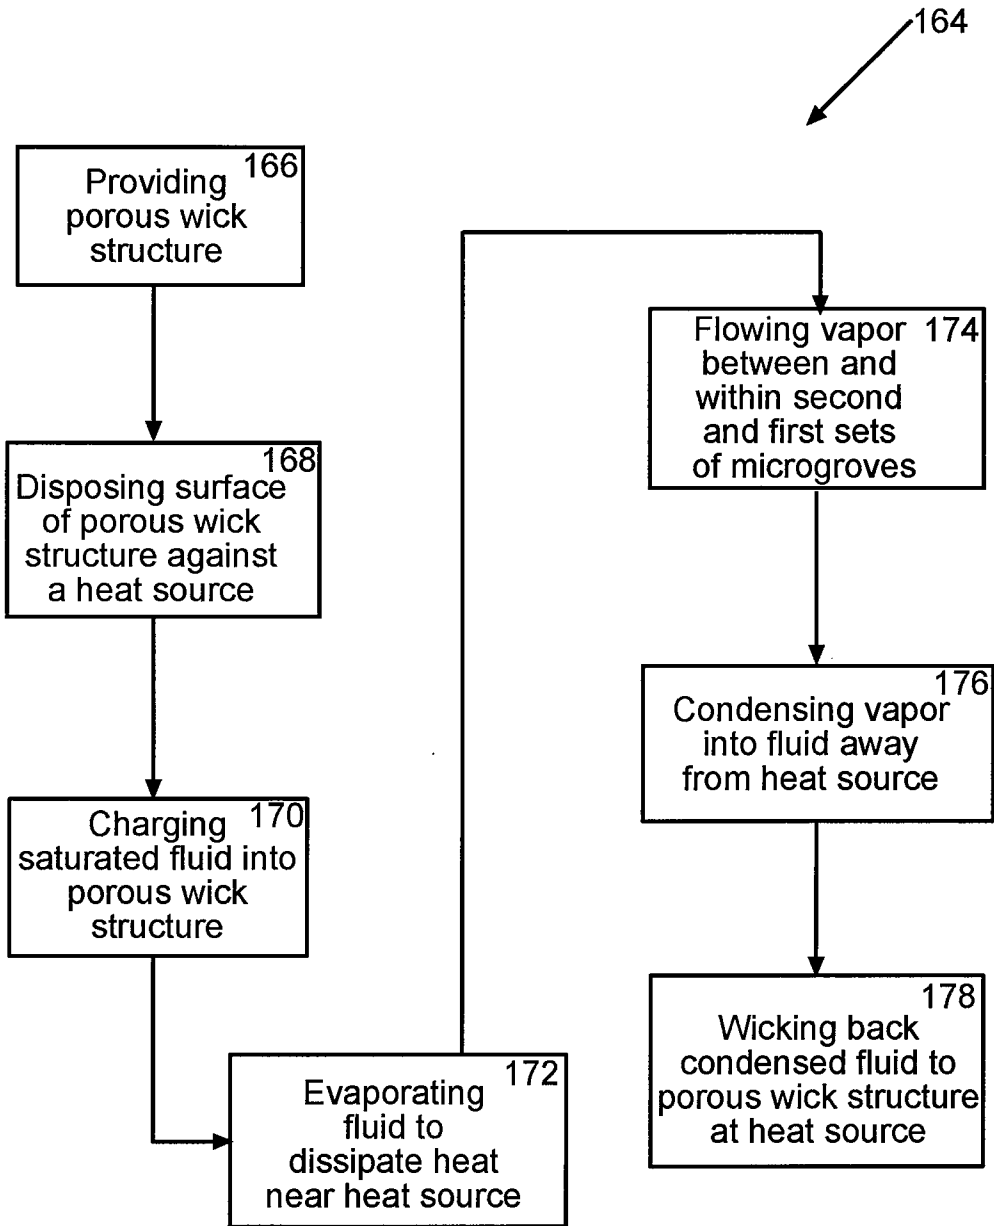 164
166
Providing
porous wick
structure
168
Disposing surface
of porous wick
structure against
a heat source
170
Charging
saturated fluid into
porous wick
structure
172
Evaporating
fluid to
dissipate heat
near heat source
174
Flowing vapor
between and
within second
and first sets
of microgroves
176
Condensing vapor
into fluid away
from heat source
178
Wicking back
condensed fluid to
porous wick structure
at heat source